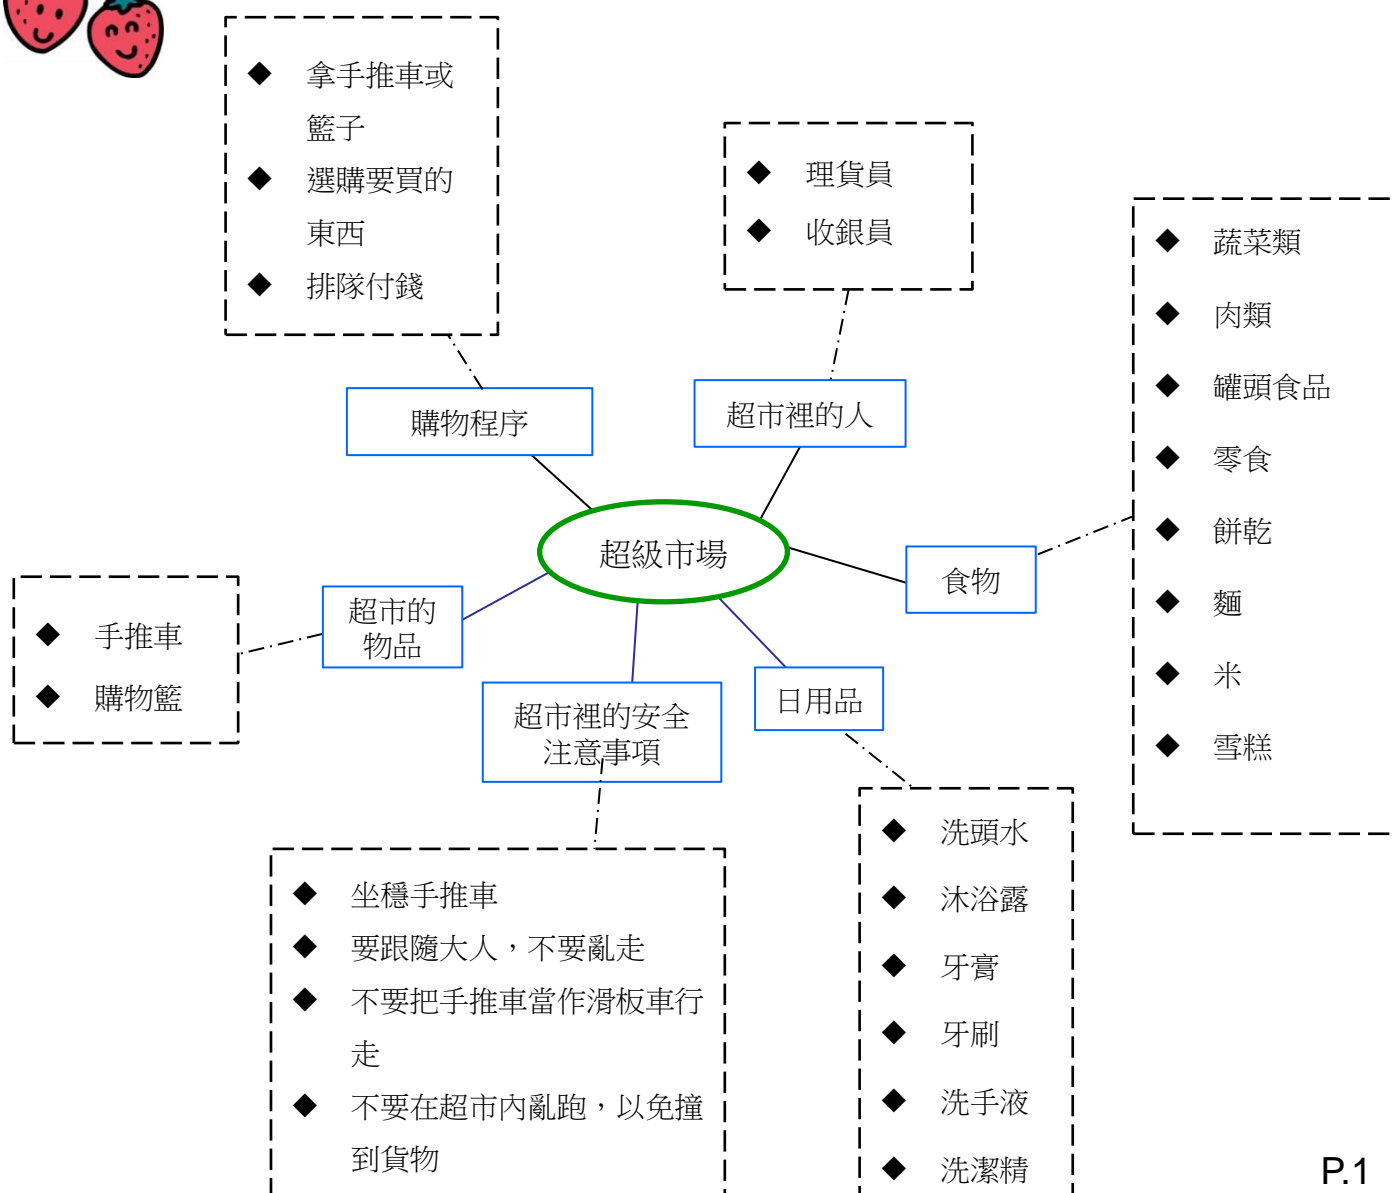 拿手推車或
籃子
選購要買的
東西
排隊付錢
理貨員
收銀員
蔬菜類
肉類
罐頭食品
零食
餅乾
麵
米
雪糕
購物程序
超市裡的人
超級市場
食物
超市的
物品
手推車
購物籃
超市裡的安全
注意事項
日用品
坐穩手推車
要跟隨大人，不要亂走
不要把手推車當作滑板車行
走
不要在超市內亂跑，以免撞
到貨物
洗頭水
沐浴露
牙膏
牙刷
洗手液
洗潔精
P.1